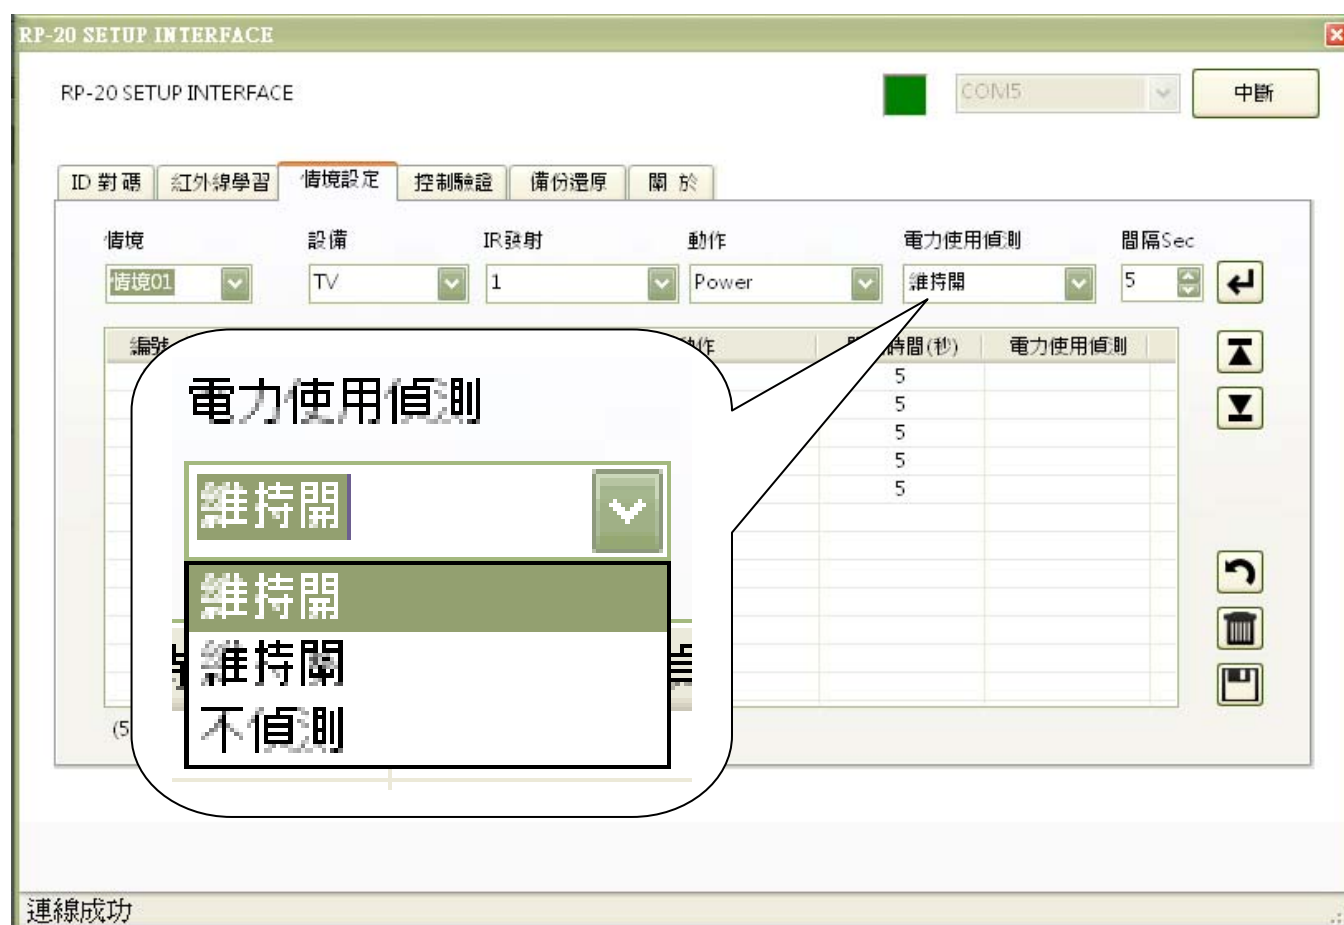 RP-20 SETUP INTERFACE
RP-20 SETUP INTERFACE
COM5
中斷
ID 對碼 紅外線學習 情境設定 控制驗證 備份還原 關 於
情境 設備 IR發射 動作 電力使用偵測 間隔Sec
情境01 TV 1 Power 維持開 5
編號 動作 時間(秒) 電力使用偵測
5
5
5
5
5
電力使用偵測
維持開
維持開
維持關
不偵測
(5
連線成功